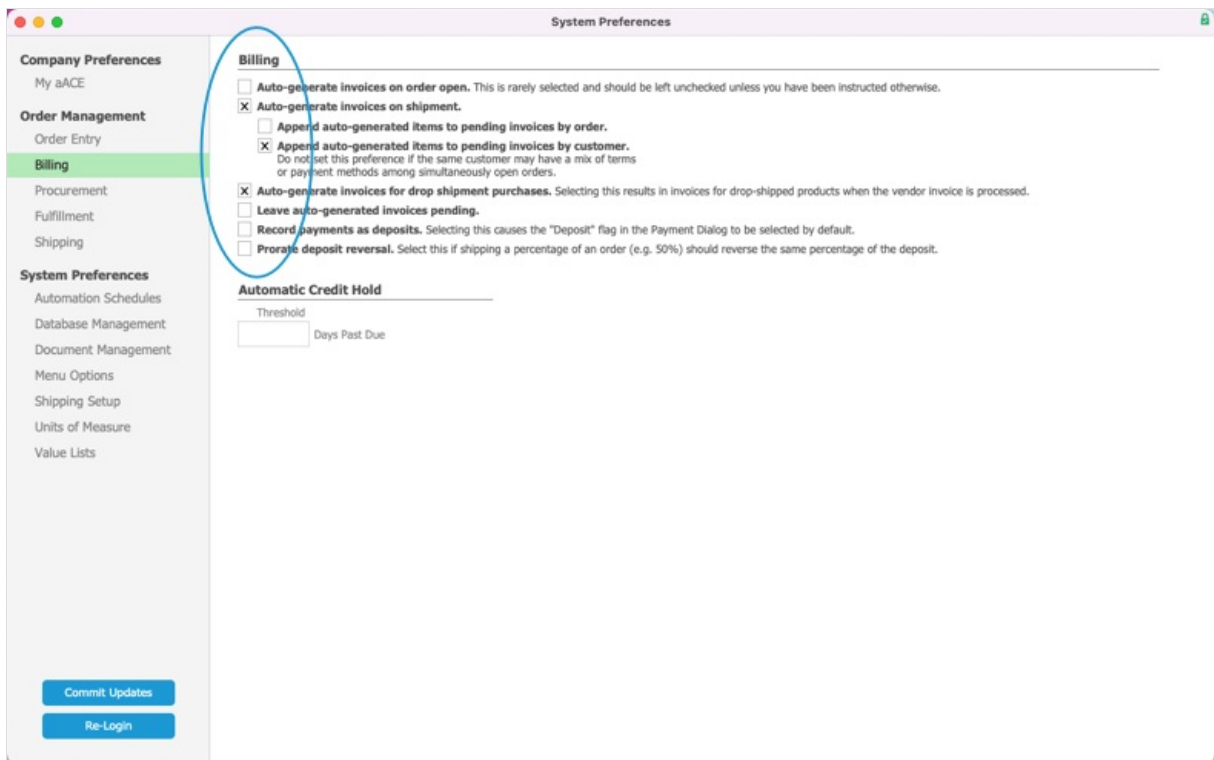 System Preferences
Company Preferences
My aACE
Order Management
Order Entry
Billing
Procurement
Fulfillment
Shipping
System Preferences
Automation Schedules
Database Management
Document Management
Menu Options
Shipping Setup
Units of Measure
Value Lists
Commit Updates
Re-Login
Billing
Auto-generate invoices on order open. This is rarely selected and should be left unchecked unless you have been instructed otherwise.
X Auto-generate invoices on shipment.
Append auto-generated items to pending invoices by order.
X Append auto-generated items to pending invoices by customer.
Do not set this preference if the same customer may have a mix of terms
or payment methods among simultaneously open orders.
X Auto-generate invoices for drop shipment purchases. Selecting this results in invoices for drop-shipped products when the vendor invoice is processed.
Leave auto-generated invoices pending.
Record payments as deposits. Selecting this causes the "Deposit" flag in the Payment Dialog to be selected by default.
Prorate deposit reversal. Select this if shipping a percentage of an order (e.g. 50%) should reverse the same percentage of the deposit.
Automatic Credit Hold
Threshold
Days Past Due